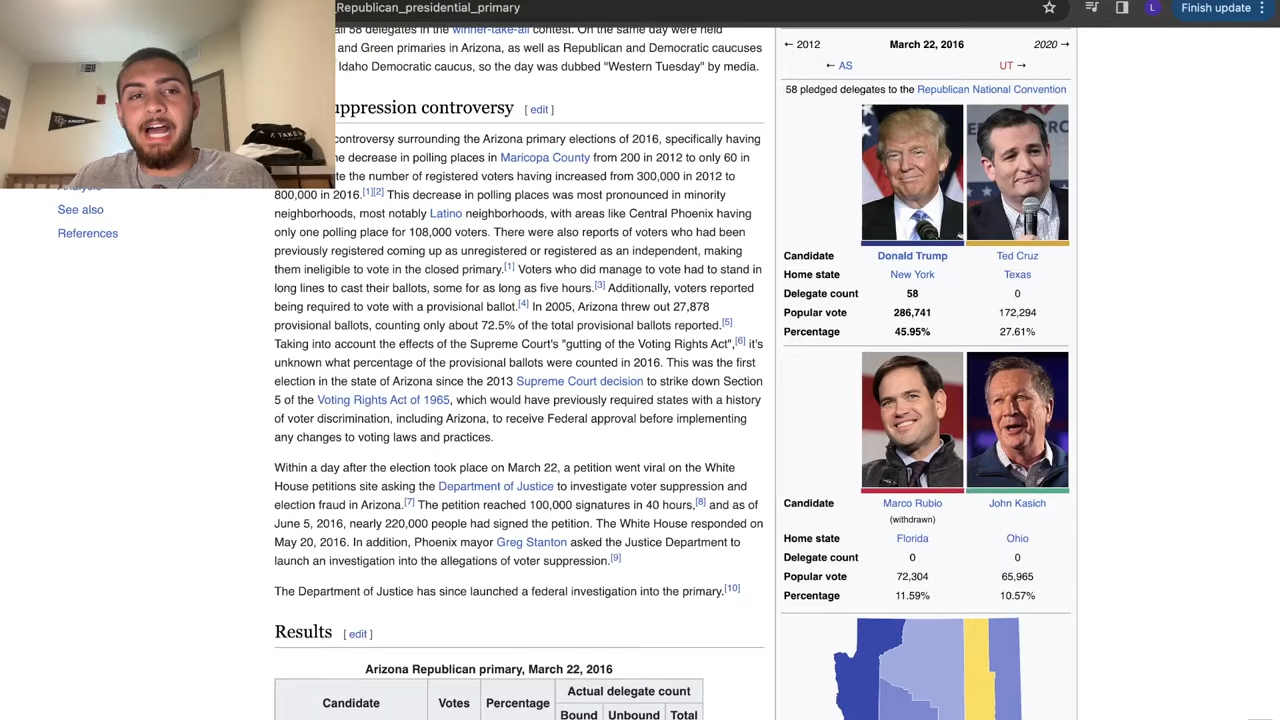 Republican_presidential_primary
L
Finish update
all 58 delegates in the winner-take-all contest. On the same day were held
and Green primaries in Arizona, as well as Republican and Democratic caucuses
Idaho Democratic caucus, so the day was dubbed "Western Tuesday" by media.
uppression controversy [ edit ]
controversy surrounding the Arizona primary elections of 2016, specifically having
decrease in polling places in Maricopa County from 200 in 2012 to only 60 in
the number of registered voters having increased from 300,000 in 2012 to
800,000 in 2016.[1][2] This decrease in polling places was most pronounced in minority
neighborhoods, most notably Latino neighborhoods, with areas like Central Phoenix having
only one polling place for 108,000 voters. There were also reports of voters who had been
previously registered coming up as unregistered or registered as an independent, making
them ineligible to vote in the closed primary.[1] Voters who did manage to vote had to stand in
long lines to cast their ballots, some for as long as five hours.[3] Additionally, voters reported
being required to vote with a provisional ballot.[4] In 2005, Arizona threw out 27,878
provisional ballots, counting only about 72.5% of the total provisional ballots reported.[5]
Taking into account the effects of the Supreme Court's "gutting of the Voting Rights Act",[6] it's
unknown what percentage of the provisional ballots were counted in 2016. This was the first
election in the state of Arizona since the 2013 Supreme Court decision to strike down Section
5 of the Voting Rights Act of 1965, which would have previously required states with a history
of voter discrimination, including Arizona, to receive Federal approval before implementing
any changes to voting laws and practices.
Within a day after the election took place on March 22, a petition went viral on the White
House petitions site asking the Department of Justice to investigate voter suppression and
election fraud in Arizona.[7] The petition reached 100,000 signatures in 40 hours,[8] and as of
June 5, 2016, nearly 220,000 people had signed the petition. The White House responded on
May 20, 2016. In addition, Phoenix mayor Greg Stanton asked the Justice Department to
launch an investigation into the allegations of voter suppression.[9]
The Department of Justice has since launched a federal investigation into the primary.[10]
Results [ edit ]
Arizona Republican primary, March 22, 2016
Candidate Votes Percentage Actual delegate count
Bound Unbound Total
See also
References
← 2012 March 22, 2016 2020 →
← AS UT →
58 pledged delegates to the Republican National Convention
Candidate Donald Trump Ted Cruz
Home state New York Texas
Delegate count 58 0
Popular vote 286,741 172,294
Percentage 45.95% 27.61%
Candidate Marco Rubio John Kasich
(withdrawn)
Home state Florida Ohio
Delegate count 0 0
Popular vote 72,304 65,965
Percentage 11.59% 10.57%